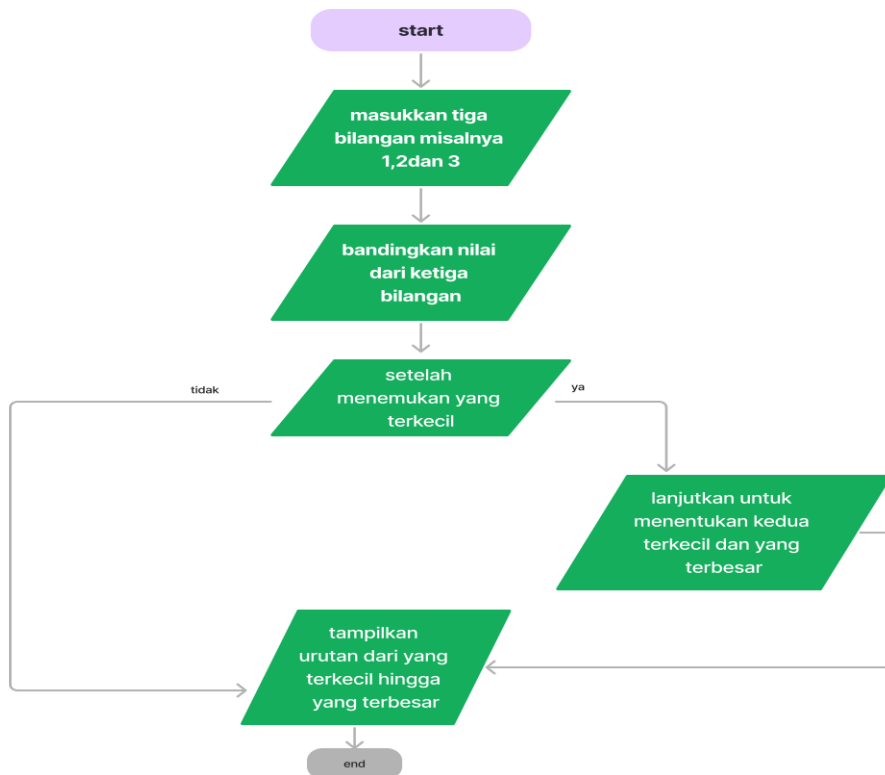 start
masukkan tiga
bilangan misalnya
1,2dan 3
bandingkan nilai
dari ketiga
bilangan
setelah
menemukan yang
terkecil
tidak
ya
lanjutkan untuk
menentukan kedua
terkecil dan yang
terbesar
tampilkan
urutan dari yang
terkecil hingga
yang terbesar
end